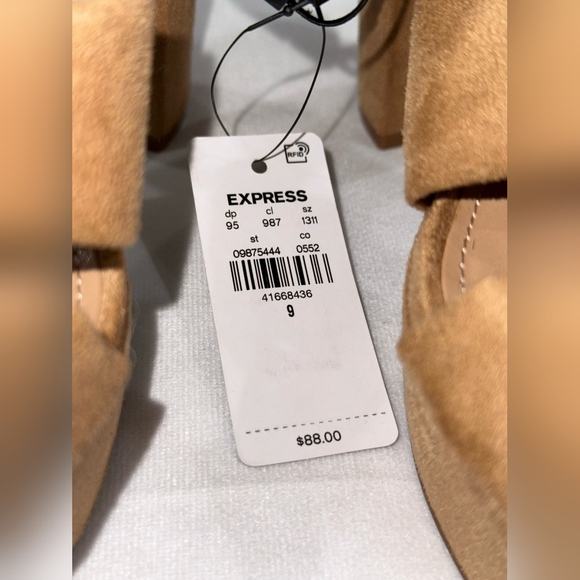 RFID
EXPRESS
dp cl sz
95 987 1311
st co
09875444 0552
41668436
9
$88.00